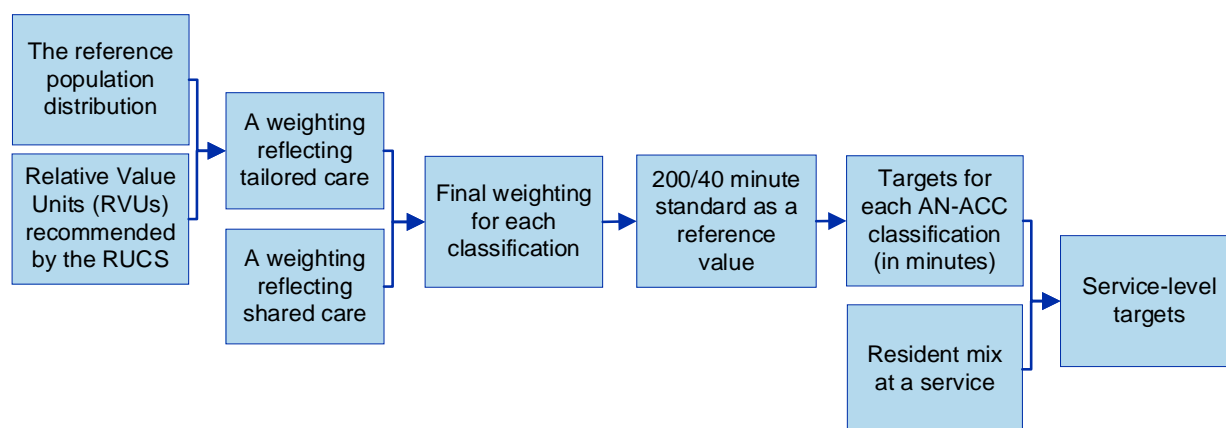 The reference
population
distribution
Relative Value
Units (RVUs)
recommended
by the RUCS
A weighting
reflecting
tailored care
A weighting
reflecting
shared care
Final weighting
for each
classification
200/40 minute
standard as a
reference
value
Targets for
each AN-ACC
classification
(in minutes)
Resident mix
at a service
Service-level
targets